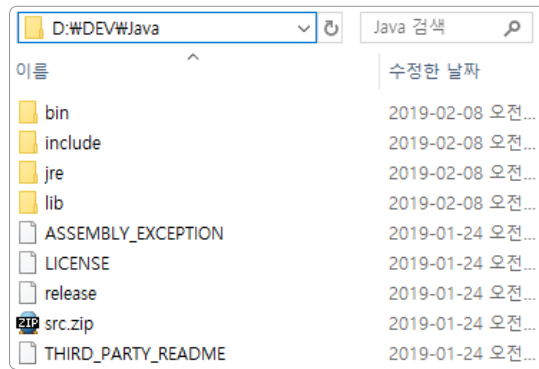 D:₩DEV₩Java
Java 검색
이름 수정한 날짜
bin 2019-02-08 오전...
include 2019-02-08 오전...
jre 2019-02-08 오전...
lib 2019-02-08 오전...
ASSEMBLY_EXCEPTION 2019-01-24 오전...
LICENSE 2019-01-24 오전...
release 2019-01-24 오전...
ZIP src.zip 2019-01-24 오전...
THIRD_PARTY_README 2019-01-24 오전...